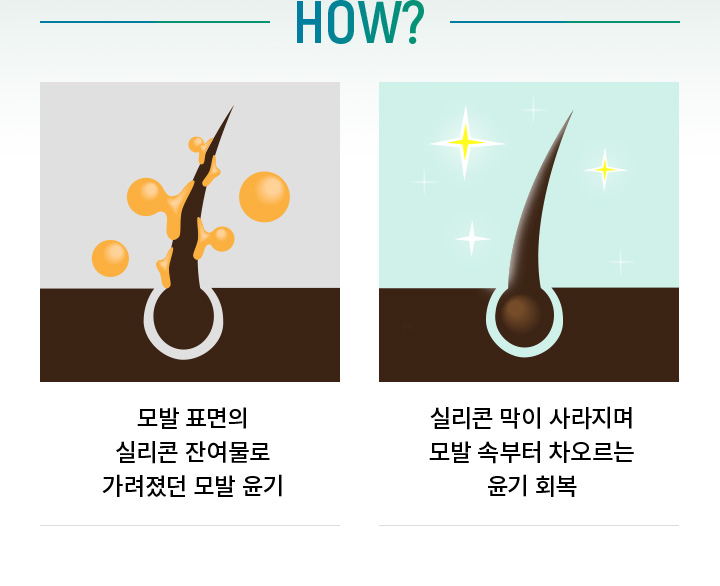 HOW?
모발 표면의
실리콘 잔여물로
가려졌던 모발 윤기
실리콘 막이 사라지며
모발 속부터 차오르는
윤기 회복